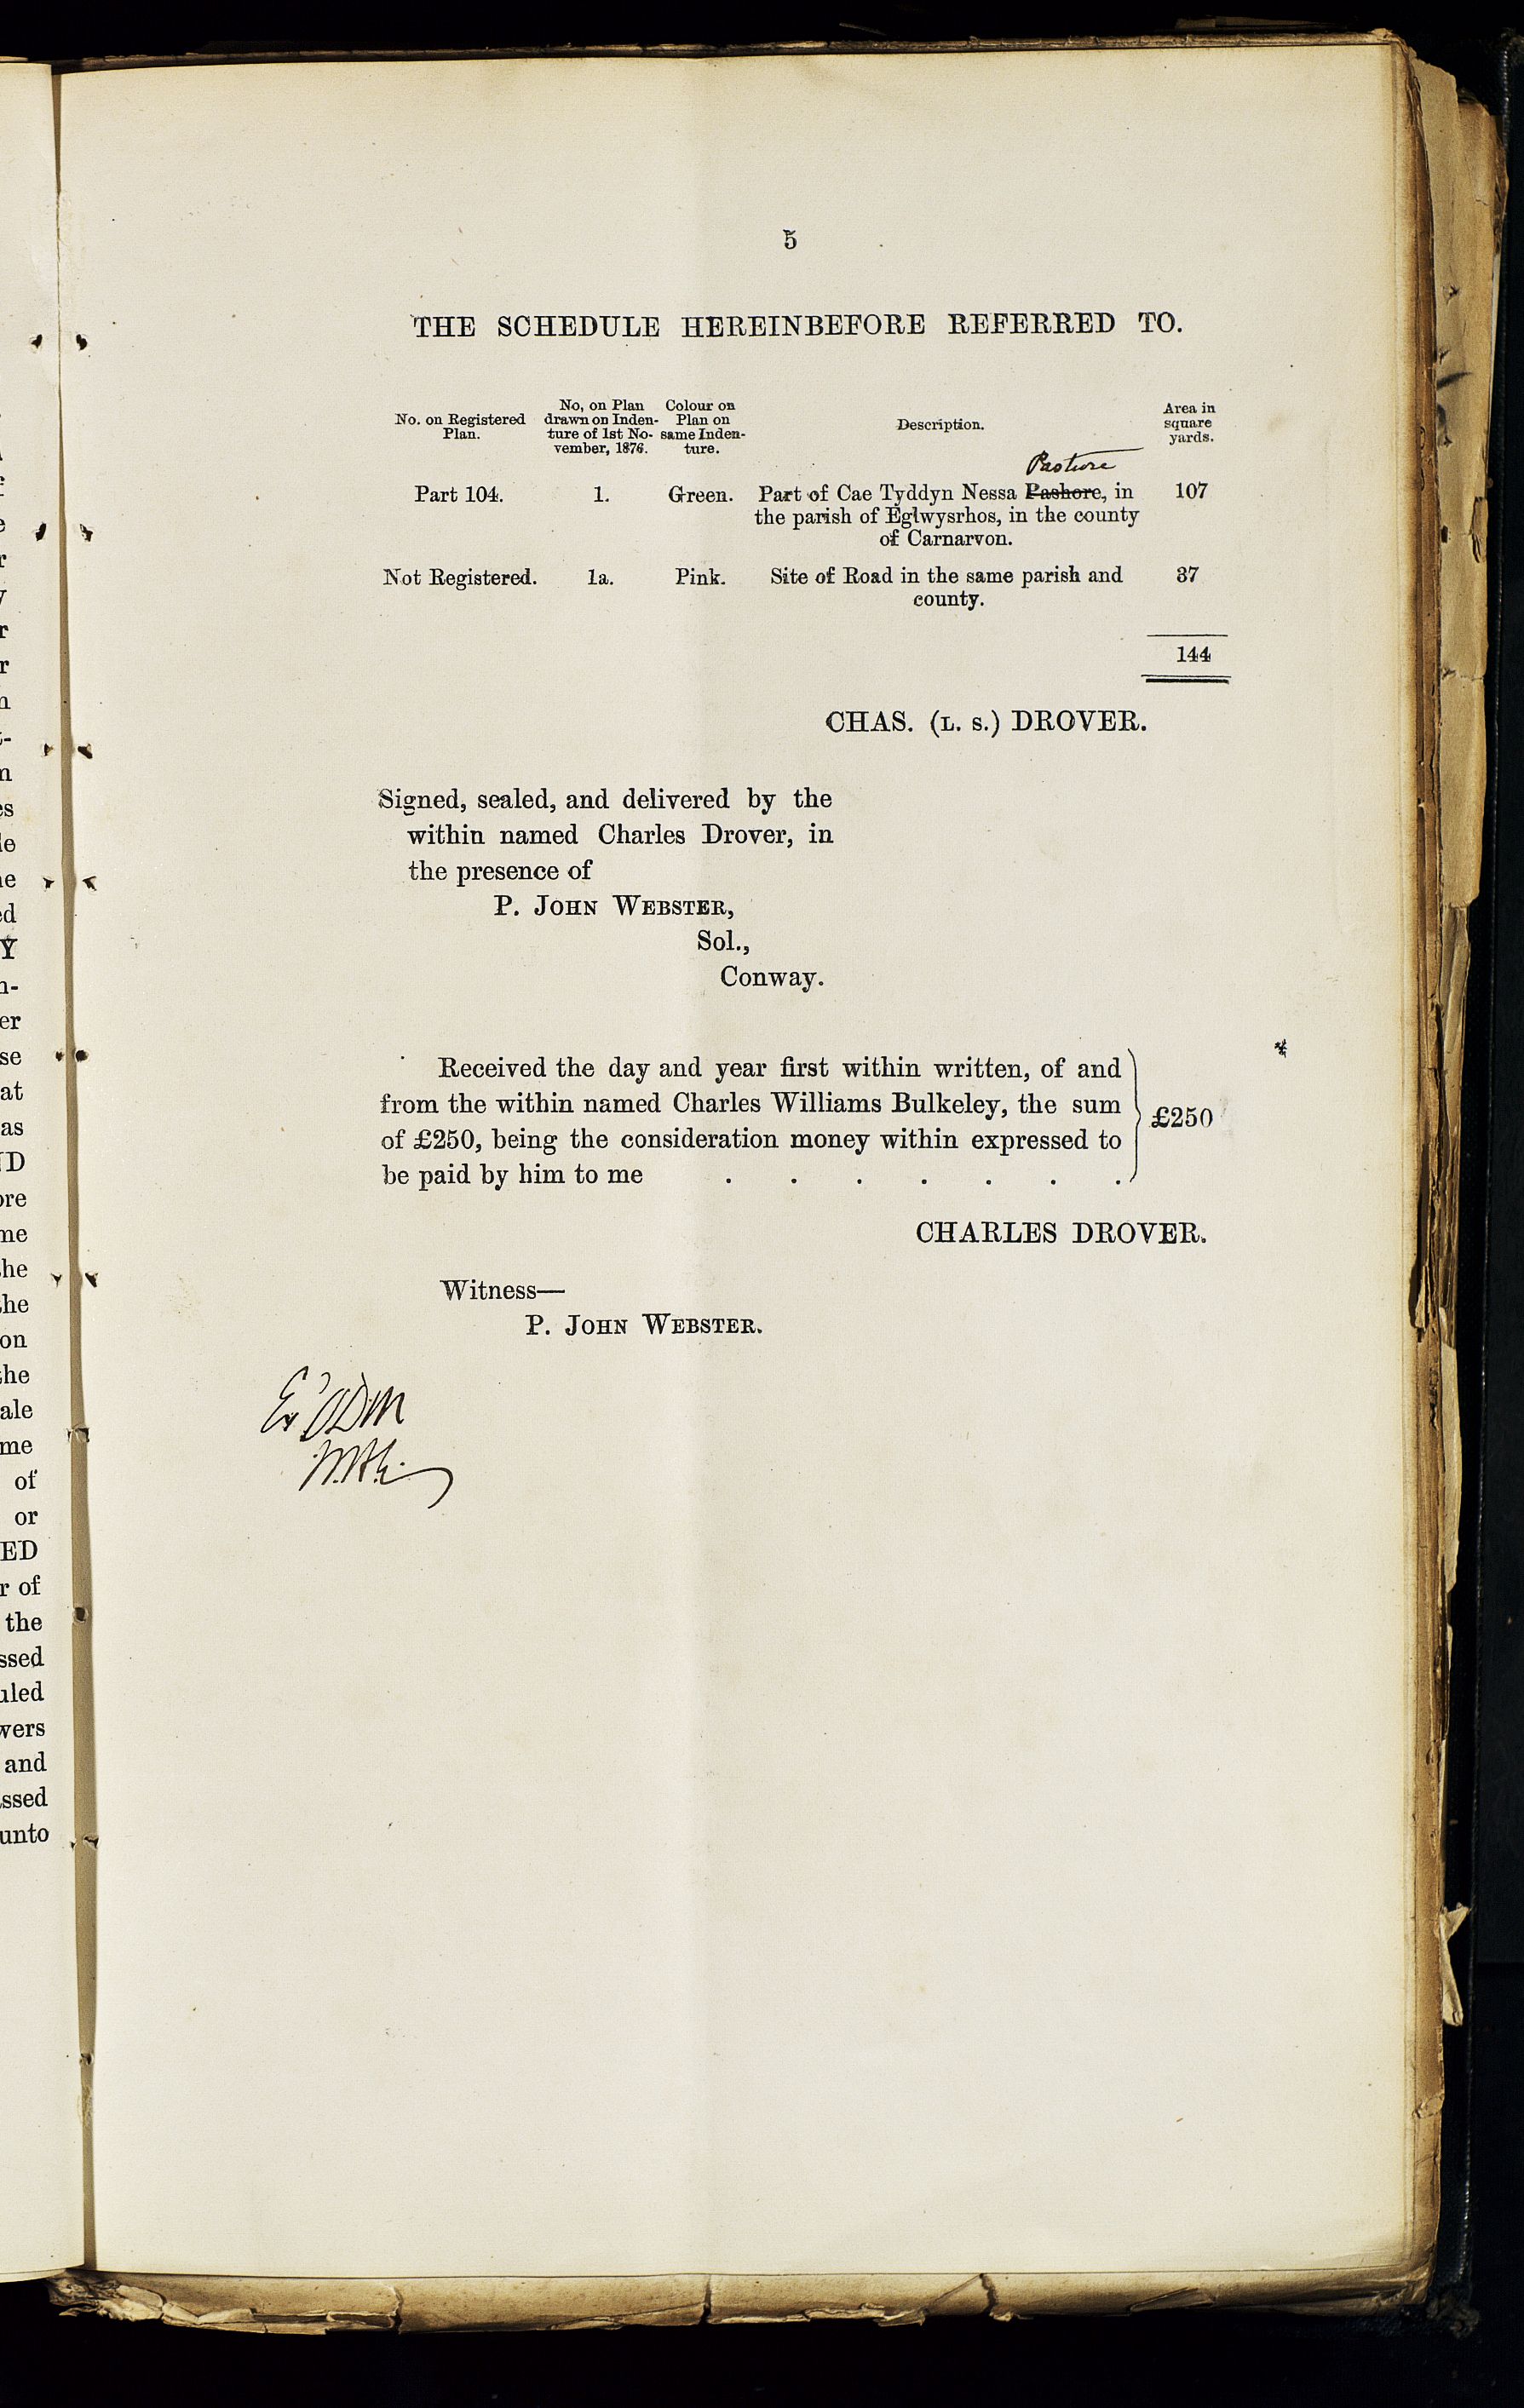 5
THE SCHEDULE HEREINBEFORE REFERRED TO.
No. on Registered Plan.
No, on Plan drawn on Inden- ture of 1st No- vember, 1876.
Colour on Plan on same Inden- ture.
Description.
Area in square yards.
Pasture
Part 104. 1. Green. Part of Cae Tyddyn Nessa Pashore, in 107
the parish of Eglwysrhos, in the county
of Carnarvon.
Not Registered. 1a. Pink. Site of Road in the same parish and 37
county.
144
CHAS. (L. S.) DROVER.
Signed, sealed, and delivered by the
within named Charles Drover, in
the presence of
P. JOHN WEBSTER,
Sol.,
Conway.
Received the day and year first within written, of and
from the within named Charles Williams Bulkeley, the sum
of £250, being the consideration money within expressed to
be paid by him to me . . . . . . .
£250
CHARLES DROVER.
Witness—
P. JOHN WEBSTER.